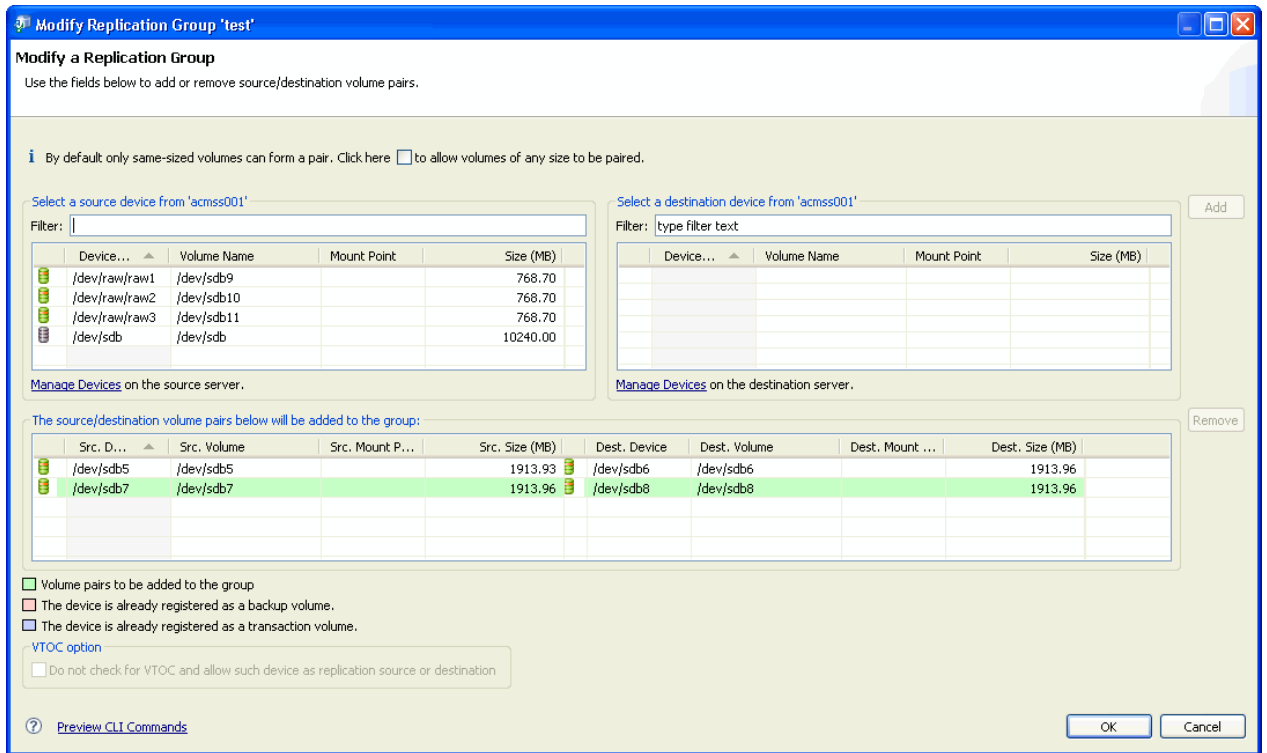 Modify Replication Group 'test'
Modify a Replication Group
Use the fields below to add or remove source/destination volume pairs.
i By default only same-sized volumes can form a pair. Click here to allow volumes of any size to be paired.
Select a source device from 'acmss001'
Filter:
Device... Volume Name Mount Point Size (MB)
/dev/raw/raw1 /dev/sdb9 768.70
/dev/raw/raw2 /dev/sdb10 768.70
/dev/raw/raw3 /dev/sdb11 768.70
/dev/sdb /dev/sdb 10240.00
Manage Devices on the source server.
Select a destination device from 'acmss001'
Filter: type filter text
Device... Volume Name Mount Point Size (MB)
Manage Devices on the destination server.
Add
The source/destination volume pairs below will be added to the group:
Remove
Src. D... Src. Volume Src. Mount P... Src. Size (MB) Dest. Device Dest. Volume Dest. Mount ... Dest. Size (MB)
/dev/sdb5 /dev/sdb5 1913.93 /dev/sdb6 /dev/sdb6 1913.96
/dev/sdb7 /dev/sdb7 1913.96 /dev/sdb8 /dev/sdb8 1913.96
Volume pairs to be added to the group
The device is already registered as a backup volume.
The device is already registered as a transaction volume.
VTOC option
Do not check for VTOC and allow such device as replication source or destination
? Preview CLI Commands
OK Cancel